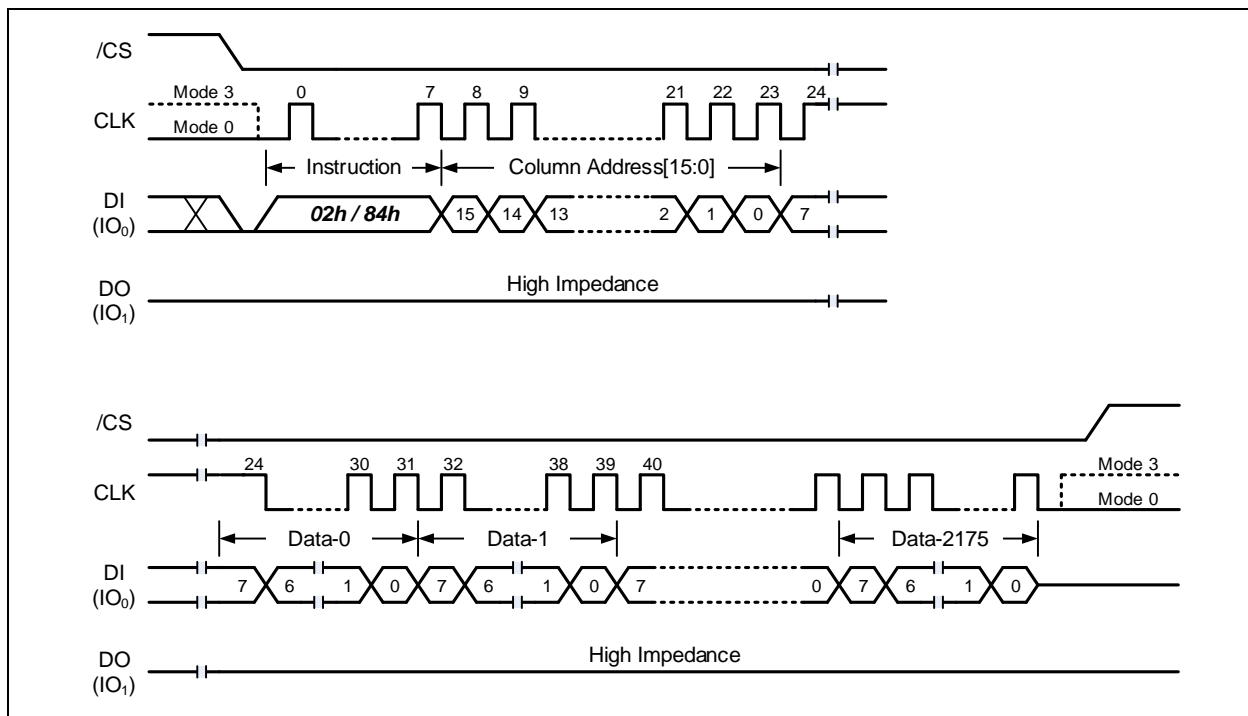 /CS
Mode 3 0 7 8 9 21 22 23 24
CLK
Mode 0
Instruction Column Address[15:0]
DI
(IO₀)
02h / 84h 15 14 13 2 1 0 7
High Impedance
DO
(IO₁)
/CS
24 30 31 32 38 39 40 Mode 3
CLK
Mode 0
Data-0 Data-1 Data-2175
DI
(IO₀)
7 6 1 0 7 6 1 0 7 0 7 6 1 0
High Impedance
DO
(IO₁)